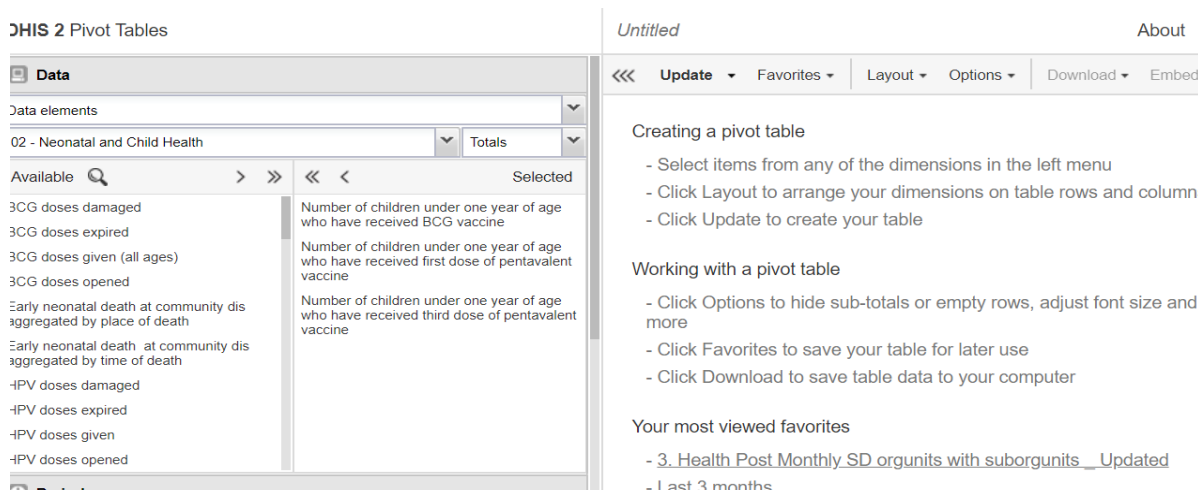 DHIS 2 Pivot Tables
Untitled
About
Data
Update
Favorites
Layout
Options
Download
Embed
Data elements
02 - Neonatal and Child Health
Totals
Available
Selected
BCG doses damaged
BCG doses expired
BCG doses given (all ages)
BCG doses opened
Early neonatal death at community dis
aggregated by place of death
Early neonatal death at community dis
aggregated by time of death
HPV doses damaged
HPV doses expired
HPV doses given
HPV doses opened
Number of children under one year of age
who have received BCG vaccine
Number of children under one year of age
who have received first dose of pentavalent
vaccine
Number of children under one year of age
who have received third dose of pentavalent
vaccine
Creating a pivot table
- Select items from any of the dimensions in the left menu
- Click Layout to arrange your dimensions on table rows and column
- Click Update to create your table
Working with a pivot table
- Click Options to hide sub-totals or empty rows, adjust font size and
more
- Click Favorites to save your table for later use
- Click Download to save table data to your computer
Your most viewed favorites
- 3. Health Post Monthly SD orgunits with suborgunits _ Updated
- Last 3 months